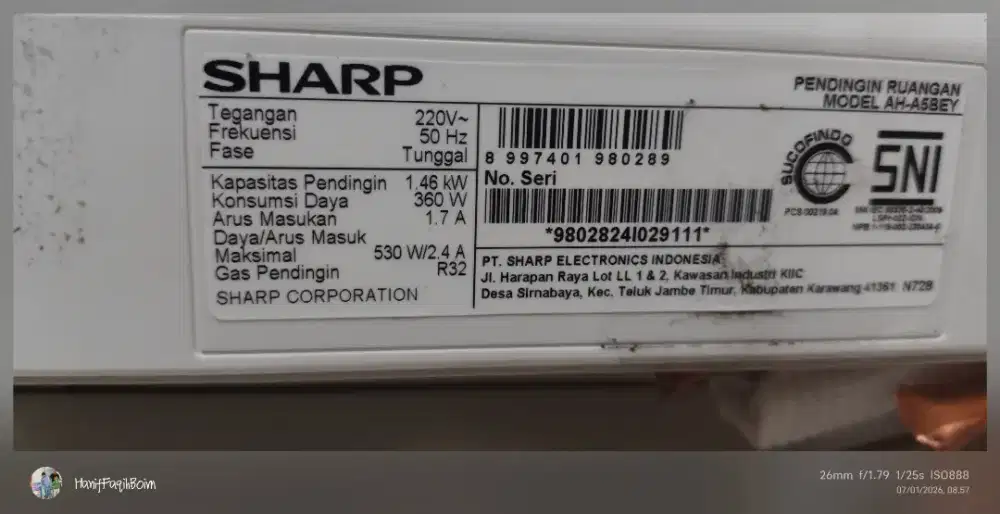 SHARP
PENDINGIN RUANGAN
MODEL AH-A5BEY
Tegangan 220V~
Frekuensi 50 Hz
Fase Tunggal
Kapasitas Pendingin 1.46 kW
Konsumsi Daya 360 W
Arus Masukan 1.7 A
Daya/Arus Masuk
Maksimal 530 W/2.4 A
Gas Pendingin R32
SHARP CORPORATION
8 997401 980289
No. Seri
*9802824I029111*
SUCOFINDO
SNI
PT. SHARP ELECTRONICS INDONESIA
Jl. Harapan Raya Lot LL 1 & 2, Kawasan Industri KIIC
Desa Sirnabaya, Kec. Teluk Jambe Timur, Kabupaten Karawang 41361 N728
HanifFaqihBoim
26mm f/1.79 1/25s ISO888
07/01/2026, 08.57